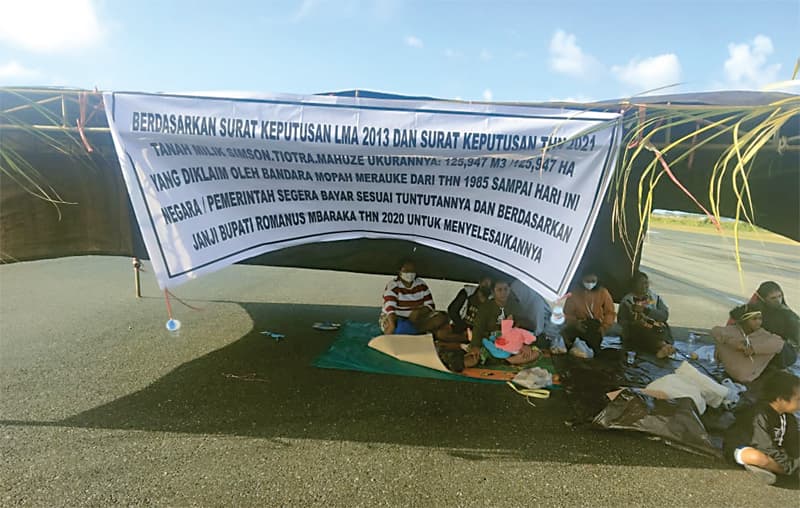 BERDASARKAN SURAT KEPUTUSAN LMA 2013 DAN SURAT KEPUTUSAN THN 2021
TANAH MILIK SIMSON.TIOTRA.MAHUZE UKURANNYA: 125,947 M3 /125,947 HA
YANG DIKLAIM OLEH BANDARA MOPAH MERAUKE DARI THN 1985 SAMPAI HARI INI
NEGARA / PEMERINTAH SEGERA BAYAR SESUAI TUNTUTANNYA DAN BERDASARKAN
JANJI BUPATI ROMANUS MBARAKA THN 2020 UNTUK MENYELESAIKANNYA